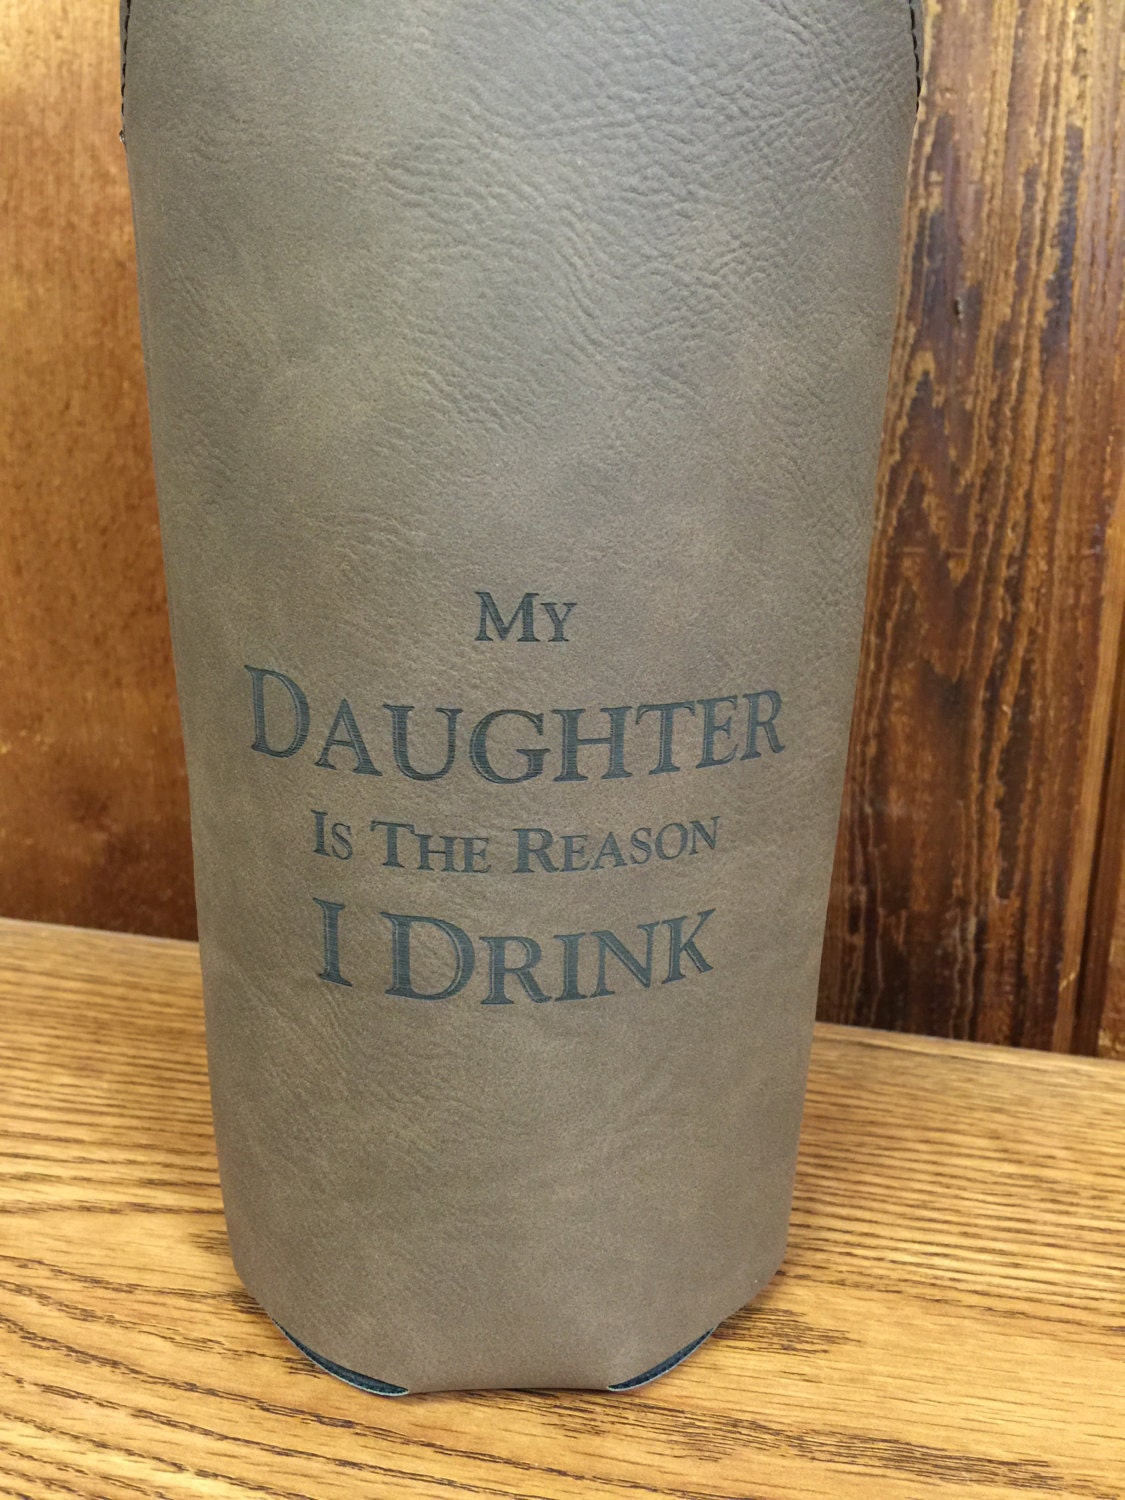 My
Daughter
Is The Reason
I Drink